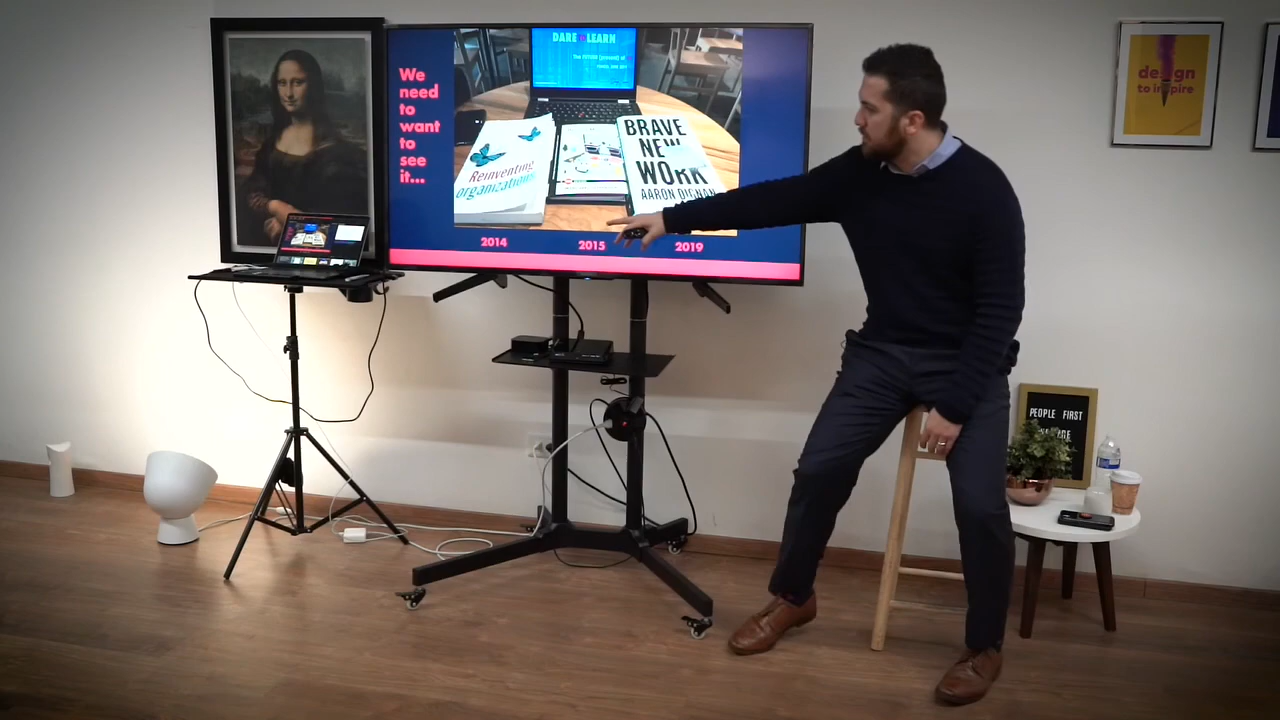 We
need
to
want
to
see
it...
DARE to LEARN
Reinventing
organizations
BRAVE
NEW
WORK
AARON DIGNAN
2014
2015
2019
design
to inspire
PEOPLE FIRST